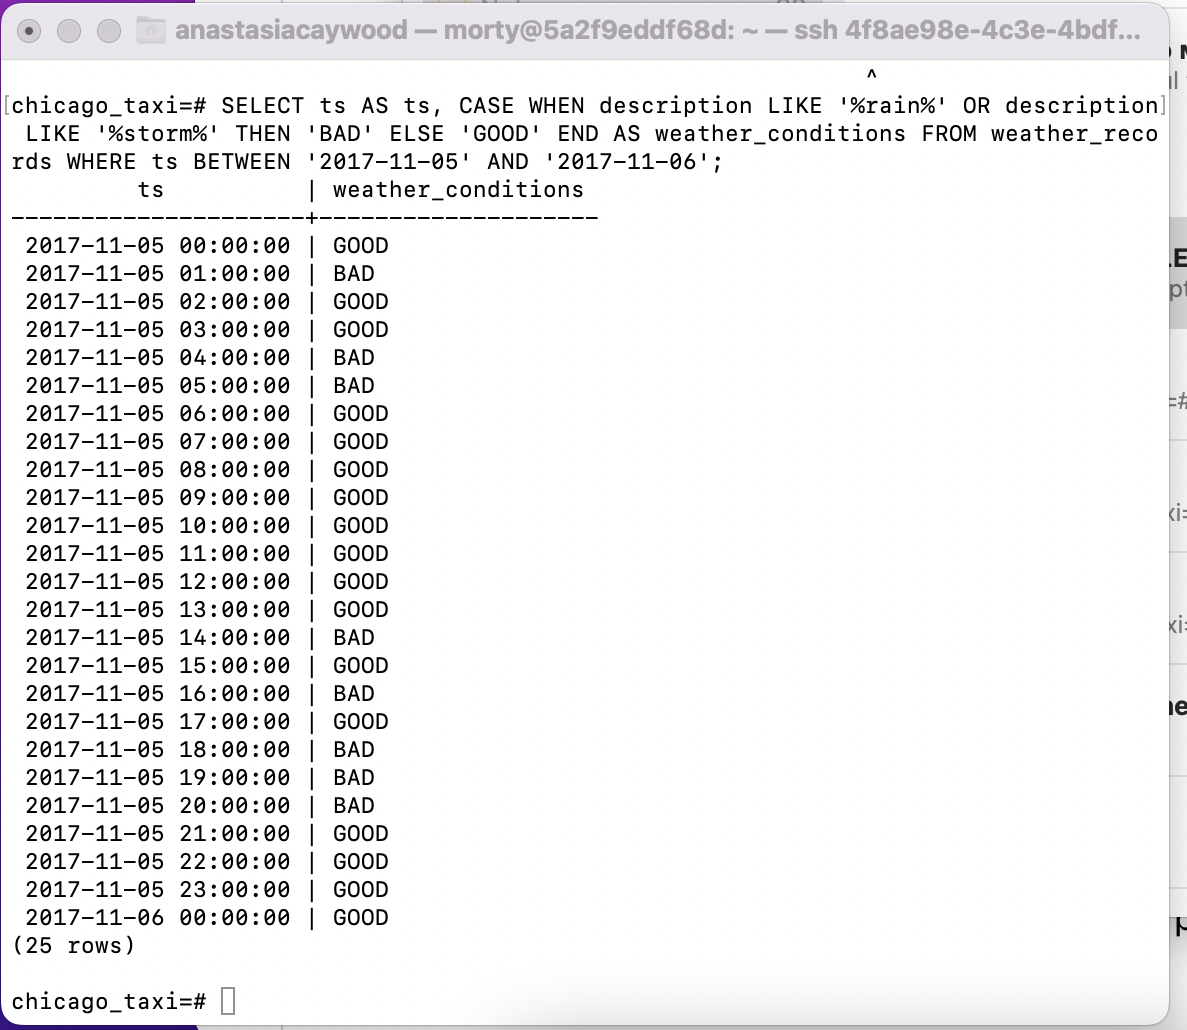 anastasiacaywood — morty@5a2f9eddf68d: ~ — ssh 4f8ae98e-4c3e-4bdf...
^
chicago_taxi=# SELECT ts AS ts, CASE WHEN description LIKE '%rain%' OR description
LIKE '%storm%' THEN 'BAD' ELSE 'GOOD' END AS weather_conditions FROM weather_reco
rds WHERE ts BETWEEN '2017-11-05' AND '2017-11-06';
ts | weather_conditions
---------------------+--------------------
2017-11-05 00:00:00 | GOOD
2017-11-05 01:00:00 | BAD
2017-11-05 02:00:00 | GOOD
2017-11-05 03:00:00 | GOOD
2017-11-05 04:00:00 | BAD
2017-11-05 05:00:00 | BAD
2017-11-05 06:00:00 | GOOD
2017-11-05 07:00:00 | GOOD
2017-11-05 08:00:00 | GOOD
2017-11-05 09:00:00 | GOOD
2017-11-05 10:00:00 | GOOD
2017-11-05 11:00:00 | GOOD
2017-11-05 12:00:00 | GOOD
2017-11-05 13:00:00 | GOOD
2017-11-05 14:00:00 | BAD
2017-11-05 15:00:00 | GOOD
2017-11-05 16:00:00 | BAD
2017-11-05 17:00:00 | GOOD
2017-11-05 18:00:00 | BAD
2017-11-05 19:00:00 | BAD
2017-11-05 20:00:00 | BAD
2017-11-05 21:00:00 | GOOD
2017-11-05 22:00:00 | GOOD
2017-11-05 23:00:00 | GOOD
2017-11-06 00:00:00 | GOOD
(25 rows)
chicago_taxi=#